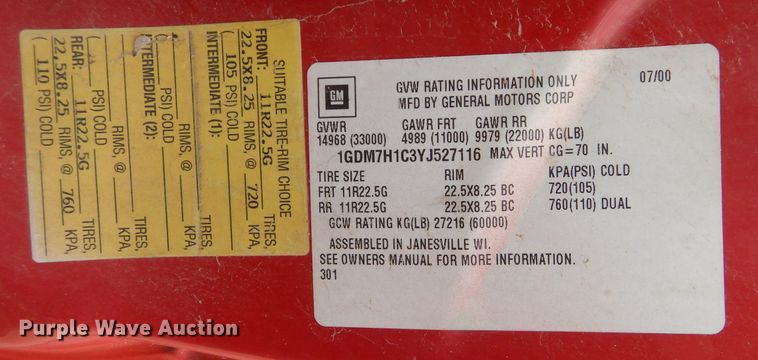 SUITABLE TIRE-RIM CHOICE
FRONT: 11R22.5G TIRES,
22.5X8.25 RIMS, @ 720 KPA,
( 105 PSI) COLD
INTERMEDIATE (1):
TIRES,
RIMS, @ KPA,
( PSI) COLD
INTERMEDIATE (2):
TIRES,
RIMS, @ KPA,
( PSI) COLD
REAR: 11R22.5G TIRES,
22.5X8.25 RIMS, @ 760 KPA,
( 110 PSI) COLD
GM
GVW RATING INFORMATION ONLY 07/00
MFD BY GENERAL MOTORS CORP
GVWR GAWR FRT GAWR RR
14968 (33000) 4989 (11000) 9979 (22000) KG(LB)
1GDM7H1C3YJ527116 MAX VERT CG=70 IN.
TIRE SIZE RIM KPA(PSI) COLD
FRT 11R22.5G 22.5X8.25 BC 720(105)
RR 11R22.5G 22.5X8.25 BC 760(110) DUAL
GCW RATING KG(LB) 27216 (60000)
ASSEMBLED IN JANESVILLE WI.
SEE OWNERS MANUAL FOR MORE INFORMATION.
301
Purple Wave Auction